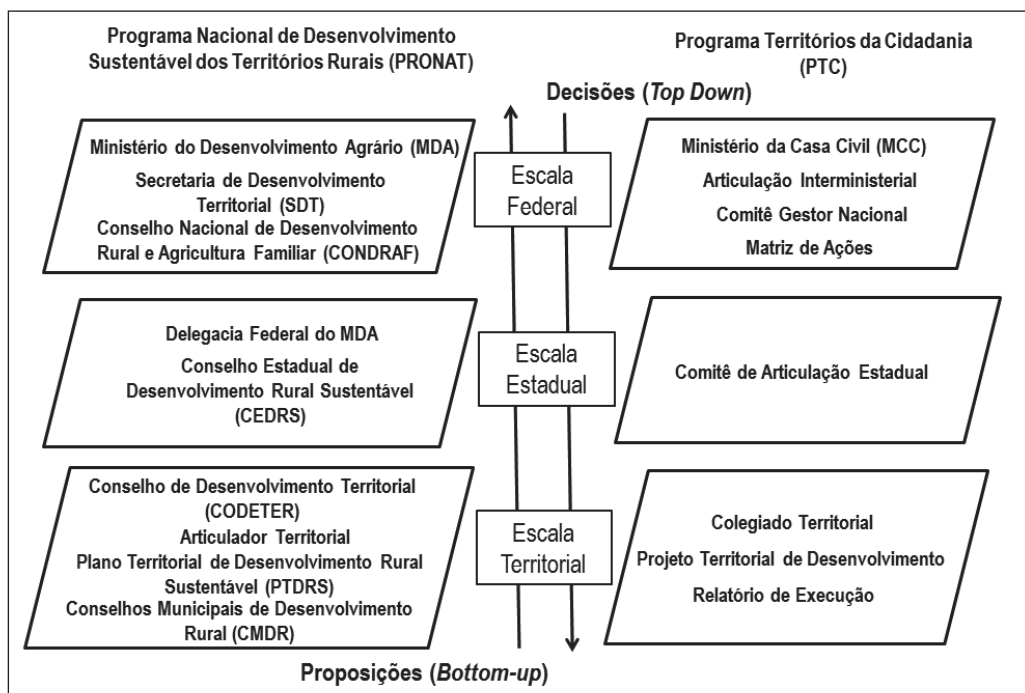 Programa Nacional de Desenvolvimento
Sustentável dos Territórios Rurais (PRONAT)
Programa Territórios da Cidadania
(PTC)
Decisões (Top Down)
Ministério do Desenvolvimento Agrário (MDA)
Secretaria de Desenvolvimento
Territorial (SDT)
Conselho Nacional de Desenvolvimento
Rural e Agricultura Familiar (CONDRAF)
Escala
Federal
Ministério da Casa Civil (MCC)
Articulação Interministerial
Comitê Gestor Nacional
Matriz de Ações
Delegacia Federal do MDA
Conselho Estadual de
Desenvolvimento Rural Sustentável
(CEDRS)
Escala
Estadual
Comitê de Articulação Estadual
Conselho de Desenvolvimento Territorial
(CODETER)
Articulador Territorial
Plano Territorial de Desenvolvimento Rural
Sustentável (PTDRS)
Conselhos Municipais de Desenvolvimento
Rural (CMDR)
Escala
Territorial
Colegiado Territorial
Projeto Territorial de Desenvolvimento
Relatório de Execução
Proposições (Bottom-up)